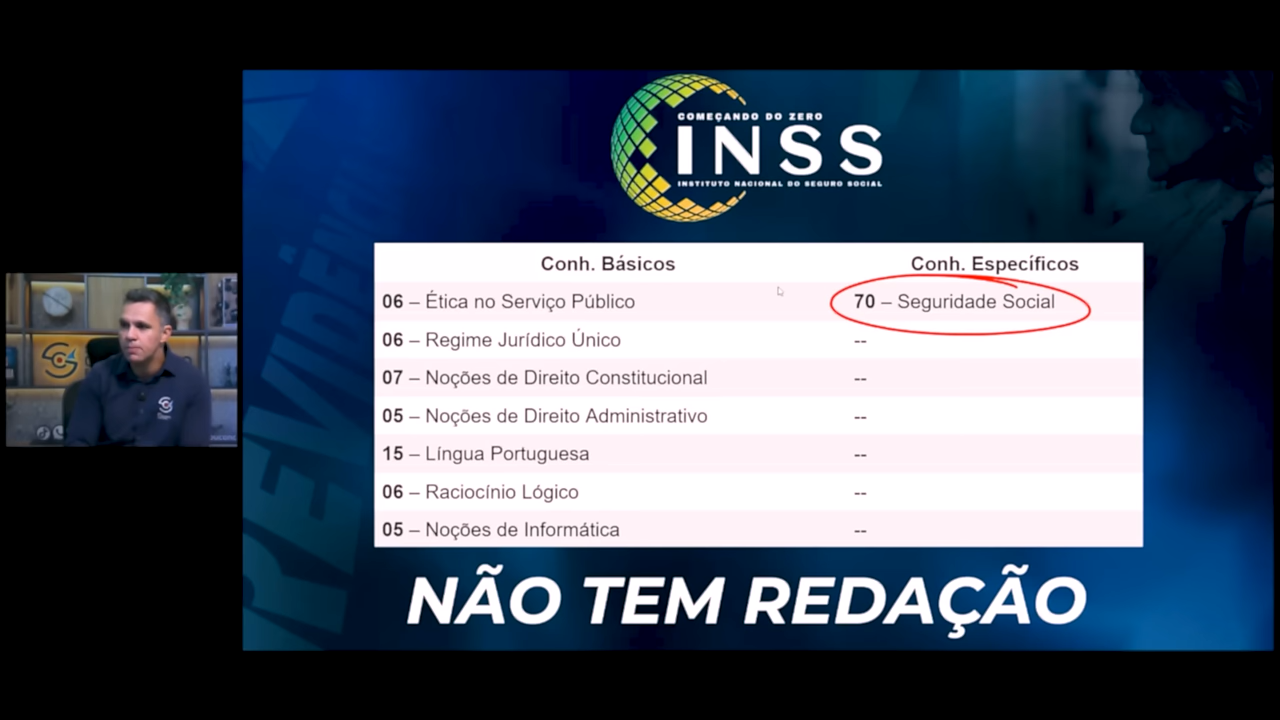 COMEÇANDO DO ZERO
INSS
INSTITUTO NACIONAL DO SEGURO SOCIAL
Conh. Básicos Conh. Específicos
06 – Ética no Serviço Público 70 – Seguridade Social
06 – Regime Jurídico Único --
07 – Noções de Direito Constitucional --
05 – Noções de Direito Administrativo --
15 – Língua Portuguesa --
06 – Raciocínio Lógico --
05 – Noções de Informática --
NÃO TEM REDAÇÃO